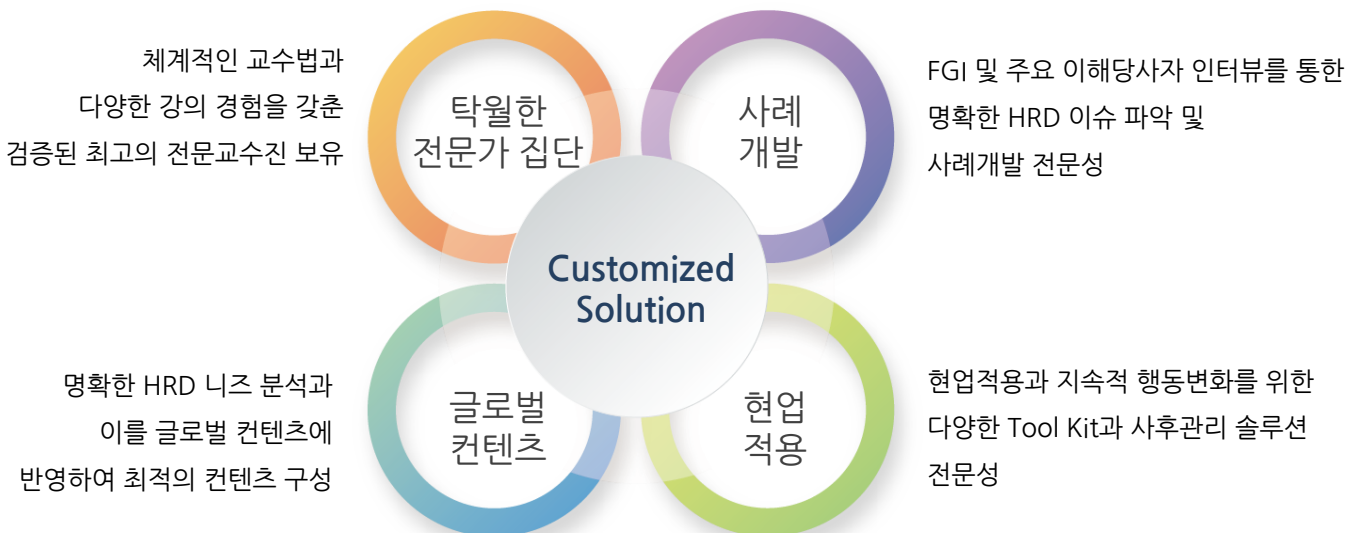 체계적인 교수법과
다양한 강의 경험을 갖춘
검증된 최고의 전문교수진 보유
탁월한
전문가 집단
사례
개발
FGI 및 주요 이해당사자 인터뷰를 통한
명확한 HRD 이슈 파악 및
사례개발 전문성
Customized
Solution
명확한 HRD 니즈 분석과
이를 글로벌 컨텐츠에
반영하여 최적의 컨텐츠 구성
글로벌
컨텐츠
현업
적용
현업적용과 지속적 행동변화를 위한
다양한 Tool Kit과 사후관리 솔루션
전문성